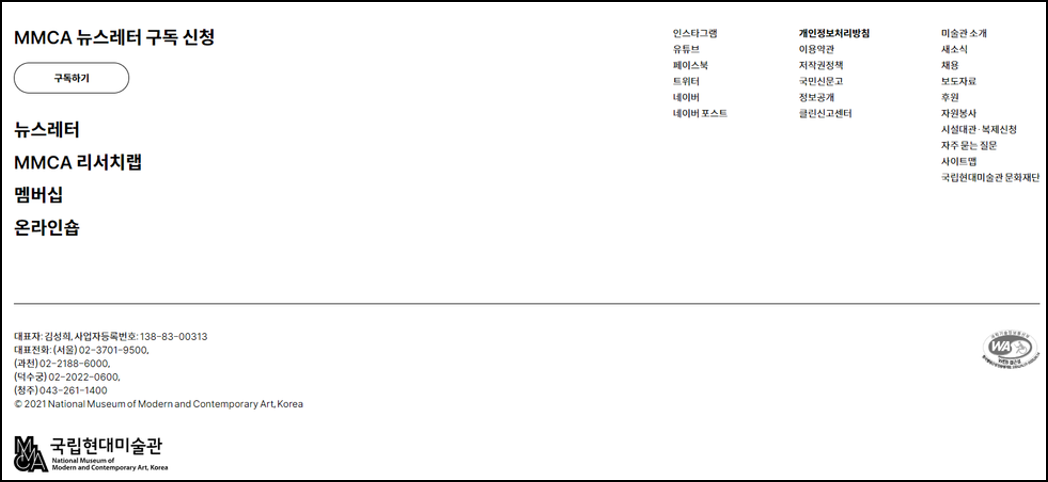 MMCA 뉴스레터 구독 신청
구독하기
뉴스레터
MMCA 리서치랩
멤버십
온라인숍
인스타그램
유튜브
페이스북
트위터
네이버
네이버 포스트
개인정보처리방침
이용약관
저작권정책
국민신문고
정보공개
클린신고센터
미술관 소개
새소식
채용
보도자료
후원
자원봉사
시설대관 · 복제신청
자주 묻는 질문
사이트맵
국립현대미술관 문화재단
대표자: 김성희, 사업자등록번호: 138-83-00313
대표전화: (서울) 02-3701-9500,
(과천) 02-2188-6000,
(덕수궁) 02-2022-0600,
(청주) 043-261-1400
© 2021 National Museum of Modern and Contemporary Art, Korea
WA
MMCA
국립현대미술관
National Museum of
Modern and Contemporary Art, Korea